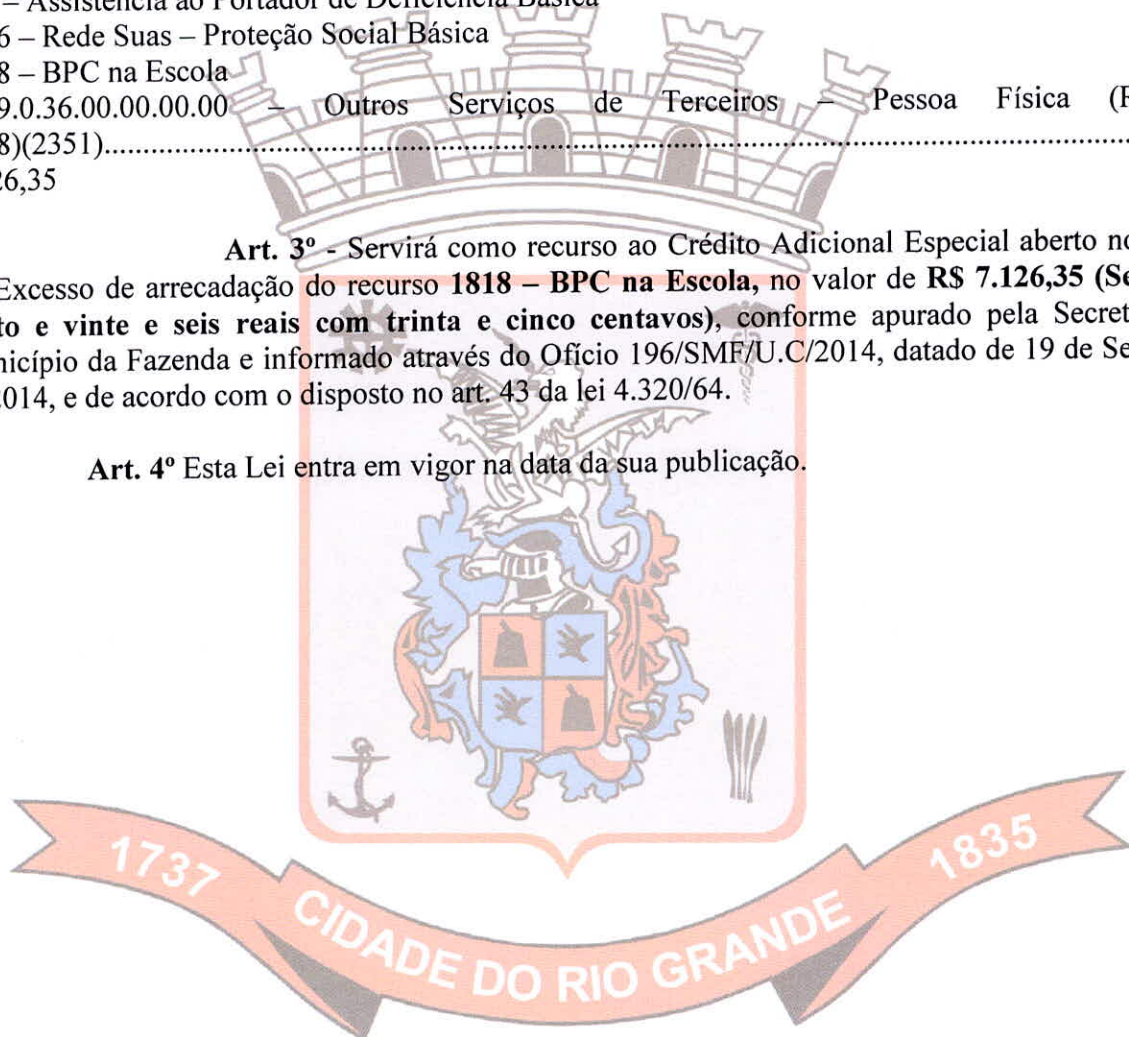 – Assistência ao Portador de Deficiência Básica
6 – Rede Suas – Proteção Social Básica
8 – BPC na Escola
9.0.36.00.00.00.00 – Outros Serviços de Terceiros – Pessoa Física (F
8)(2351)
26,35
Art. 3º - Servirá como recurso ao Crédito Adicional Especial aberto no
Excesso de arrecadação do recurso 1818 – BPC na Escola, no valor de R$ 7.126,35 (Se
to e vinte e seis reais com trinta e cinco centavos), conforme apurado pela Secret
nicípio da Fazenda e informado através do Ofício 196/SMF/U.C/2014, datado de 19 de Se
2014, e de acordo com o disposto no art. 43 da lei 4.320/64.
Art. 4º Esta Lei entra em vigor na data da sua publicação.
1737 CIDADE DO RIO GRANDE 1835